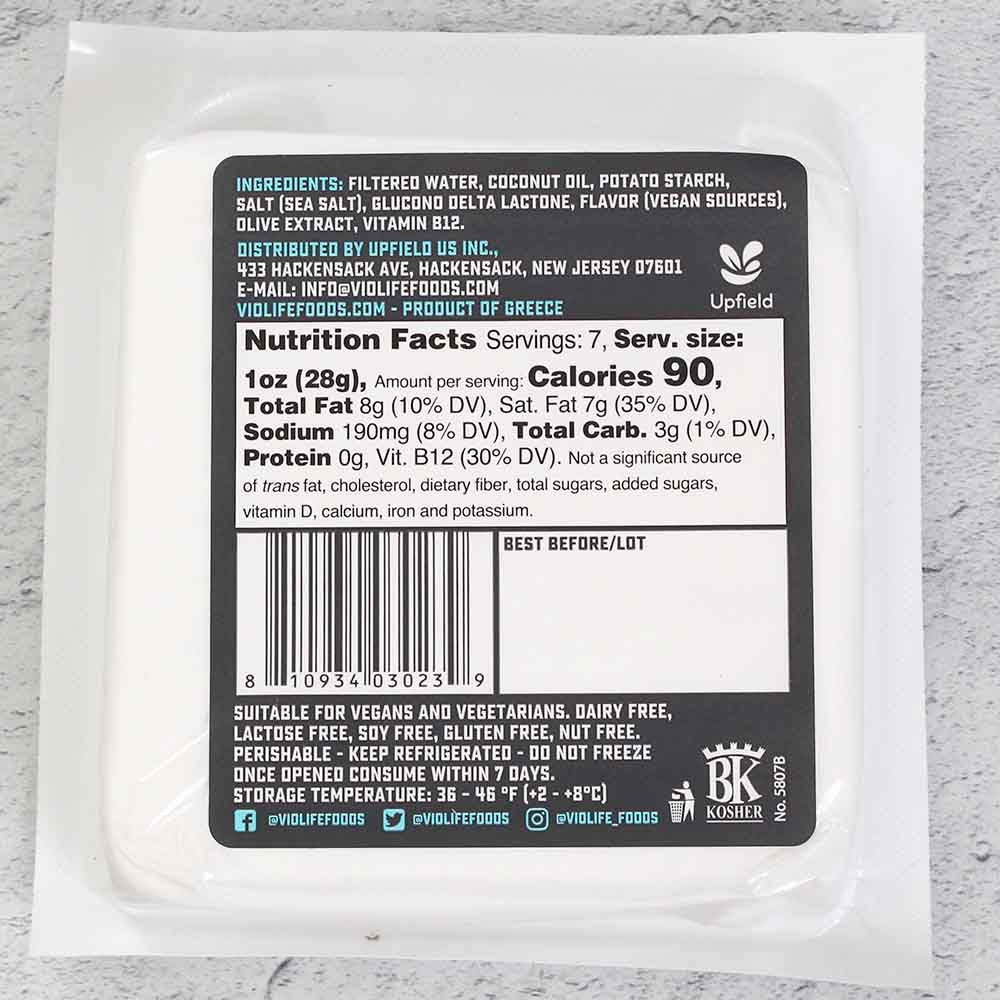 INGREDIENTS: FILTERED WATER, COCONUT OIL, POTATO STARCH,
SALT (SEA SALT), GLUCONO DELTA LACTONE, FLAVOR (VEGAN SOURCES),
OLIVE EXTRACT, VITAMIN B12.
DISTRIBUTED BY UPFIELD US INC.,
433 HACKENSACK AVE, HACKENSACK, NEW JERSEY 07601
E-MAIL: INFO@VIOLIFEFOODS.COM
VIOLIFEFOODS.COM - PRODUCT OF GREECE
Upfield
Nutrition Facts Servings: 7, Serv. size:
1oz (28g), Amount per serving: Calories 90,
Total Fat 8g (10% DV), Sat. Fat 7g (35% DV),
Sodium 190mg (8% DV), Total Carb. 3g (1% DV),
Protein 0g, Vit. B12 (30% DV). Not a significant source
of trans fat, cholesterol, dietary fiber, total sugars, added sugars,
vitamin D, calcium, iron and potassium.
BEST BEFORE/LOT
8 10934 03023 9
SUITABLE FOR VEGANS AND VEGETARIANS. DAIRY FREE,
LACTOSE FREE, SOY FREE, GLUTEN FREE, NUT FREE.
PERISHABLE - KEEP REFRIGERATED - DO NOT FREEZE
ONCE OPENED CONSUME WITHIN 7 DAYS.
STORAGE TEMPERATURE: 36 - 46 °F (+2 - +8°C)
@VIOLIFEFOODS @VIOLIFEFOODS @VIOLIFE_FOODS
BK
KOSHER
No. 5807B